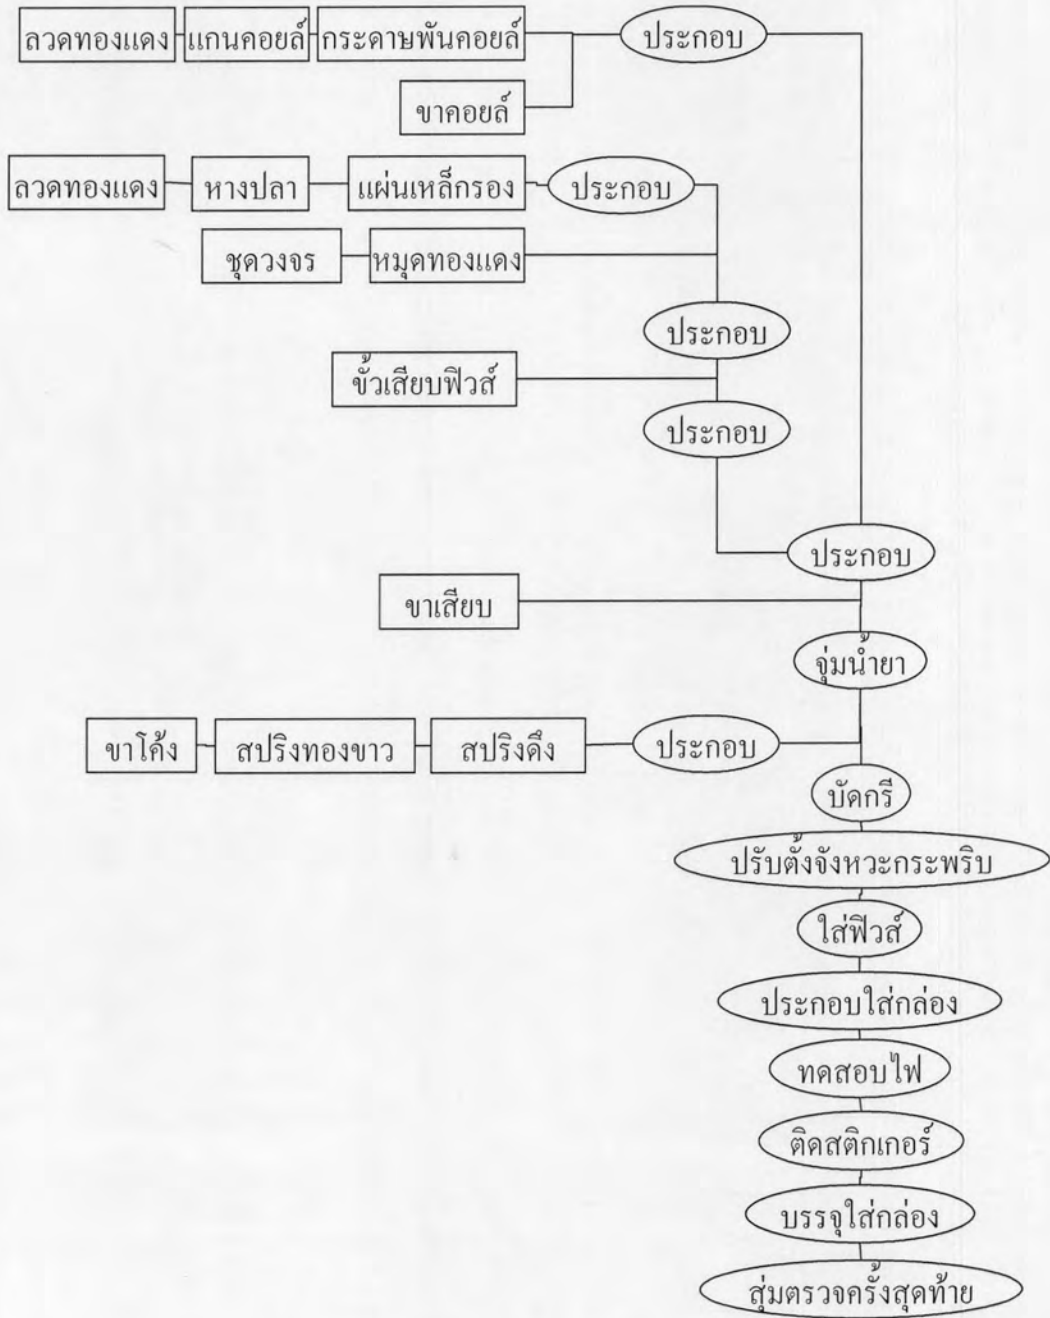 ลวดทองแดง แกนคอยล์ กระดาษพันคอยล์ ประกอบ
ขาคอยล์
ลวดทองแดง หางปลา แผ่นเหล็กรอง ประกอบ
ชุดวงจร หมุดทองแดง
ประกอบ
ขั้วเสียบฟิวส์
ประกอบ
ประกอบ
ขาเสียบ
จุ่มน้ำยา
ขาโค้ง สปริงทองขาว สปริงดึง ประกอบ
บัดกรี
ปรับตั้งจังหวะกระพริบ
ใส่ฟิวส์
ประกอบใส่กล่อง
ทดสอบไฟ
ติดสติกเกอร์
บรรจุใส่กล่อง
สุ่มตรวจครั้งสุดท้าย